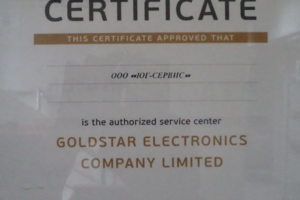 CERTIFICATE
THIS CERTIFICATE APPROVED THAT
ООО «ЮГ-СЕРВИС»
is the authorized service center
GOLDSTAR ELECTRONICS
COMPANY LIMITED